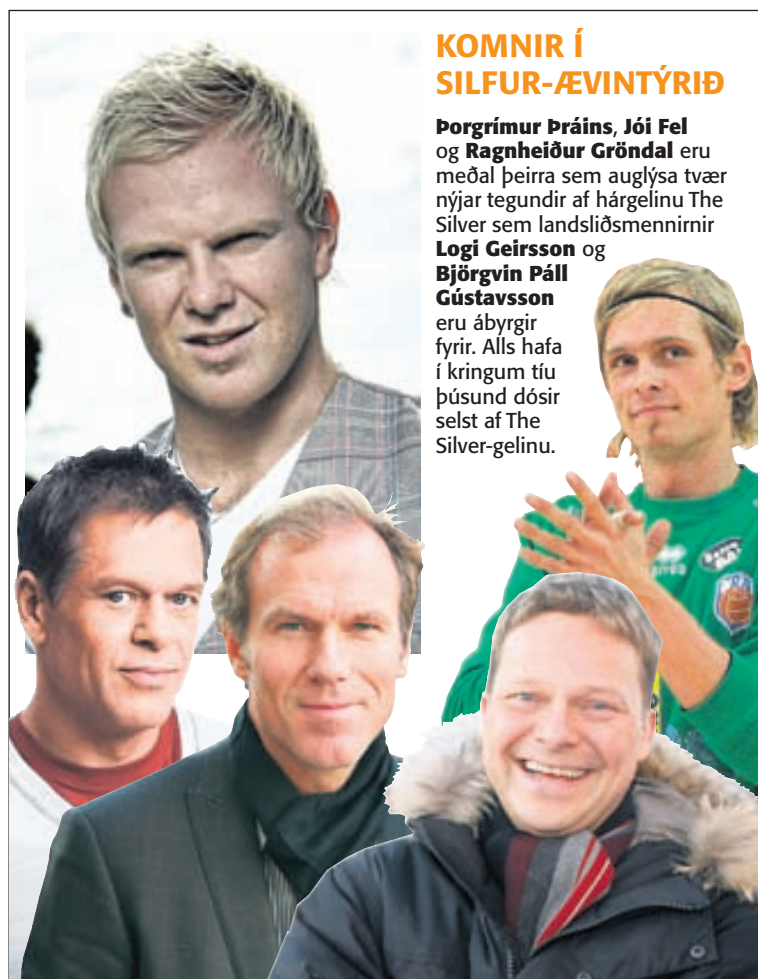 KOMNIR Í
SILFUR-ÆVINTÝRIÐ
Þorgrímur Þráins, Jói Fel
og Ragnheiður Gröndal eru
meðal þeirra sem auglýsa tvær
nýjar tegundir af hárgelinu The
Silver sem landsliðsmennirnir
Logi Geirsson og
Björgvin Páll
Gústavsson
eru ábyrgir
fyrir. Alls hafa
í kringum tíu
þúsund dósir
selst af The
Silver-gelinu.